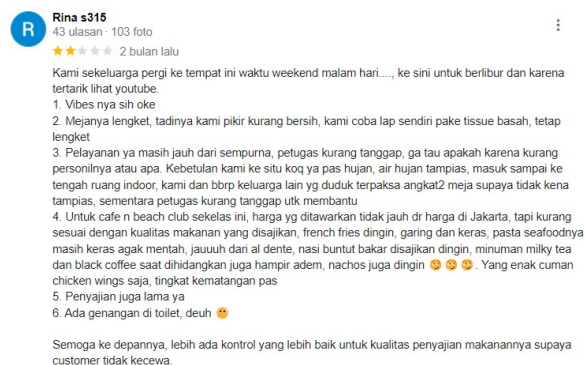 R
Rina s315
43 ulasan · 103 foto
2 bulan lalu
Kami sekeluarga pergi ke tempat ini waktu weekend malam hari...., ke sini untuk berlibur dan karena
tertarik lihat youtube.
1. Vibes nya sih oke
2. Mejanya lengket, tadinya kami pikir kurang bersih, kami coba lap sendiri pake tissue basah, tetap
lengket
3. Pelayanan ya masih jauh dari sempurna, petugas kurang tanggap, ga tau apakah karena kurang
personilnya atau apa. Kebetulan kami ke situ koq ya pas hujan, air hujan tampias, masuk sampai ke
tengah ruang indoor, kami dan bbrp keluarga lain yg duduk terpaksa angkat2 meja supaya tidak kena
tampias, sementara petugas kurang tanggap utk membantu
4. Untuk cafe n beach club sekelas ini, harga yg ditawarkan tidak jauh dr harga di Jakarta, tapi kurang
sesuai dengan kualitas makanan yang disajikan, french fries dingin, garing dan keras, pasta seafoodnya
masih keras agak mentah, jauuuh dari al dente, nasi buntut bakar disajikan dingin, minuman milky tea
dan black coffee saat dihidangkan juga hampir adem, nachos juga dingin 🙄 🙄 🙄. Yang enak cuman
chicken wings saja, tingkat kematangan pas
5. Penyajian juga lama ya
6. Ada genangan di toilet, deuh 😶
Semoga ke depannya, lebih ada kontrol yang lebih baik untuk kualitas penyajian makanannya supaya
customer tidak kecewa.